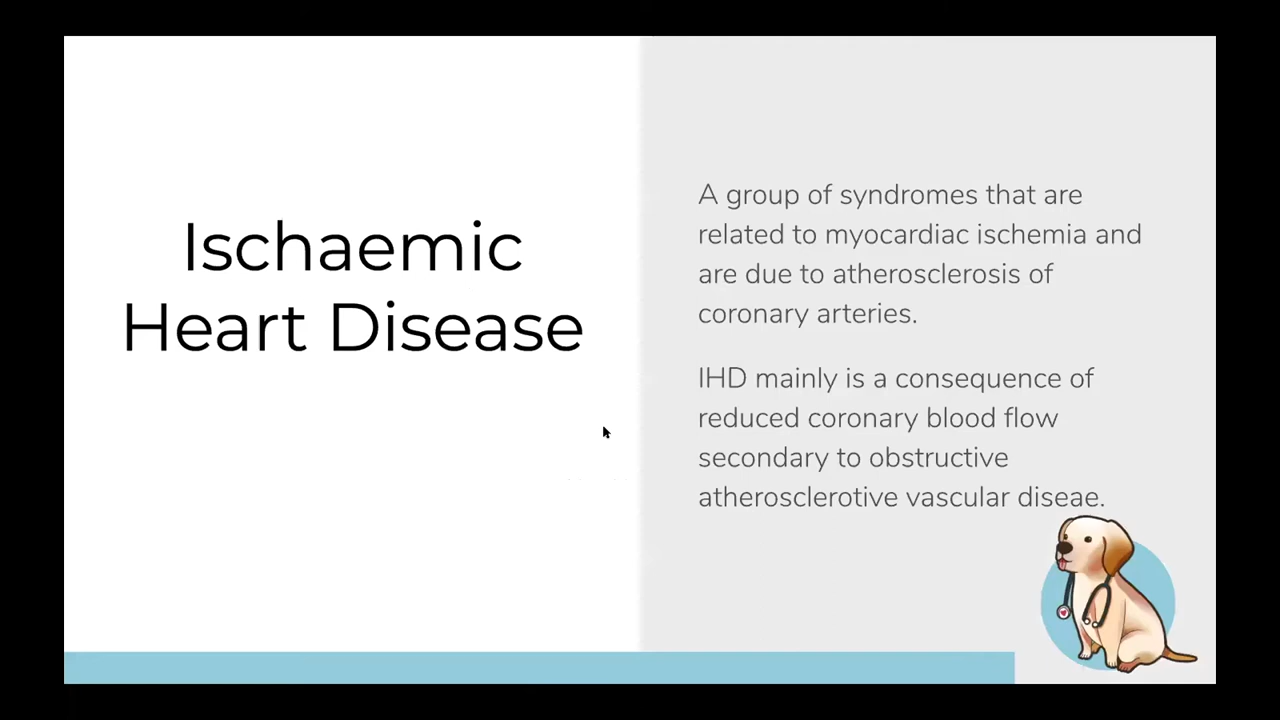 Ischaemic
Heart Disease
A group of syndromes that are
related to myocardiac ischemia and
are due to atherosclerosis of
coronary arteries.
IHD mainly is a consequence of
reduced coronary blood flow
secondary to obstructive
atherosclerotive vascular diseae.